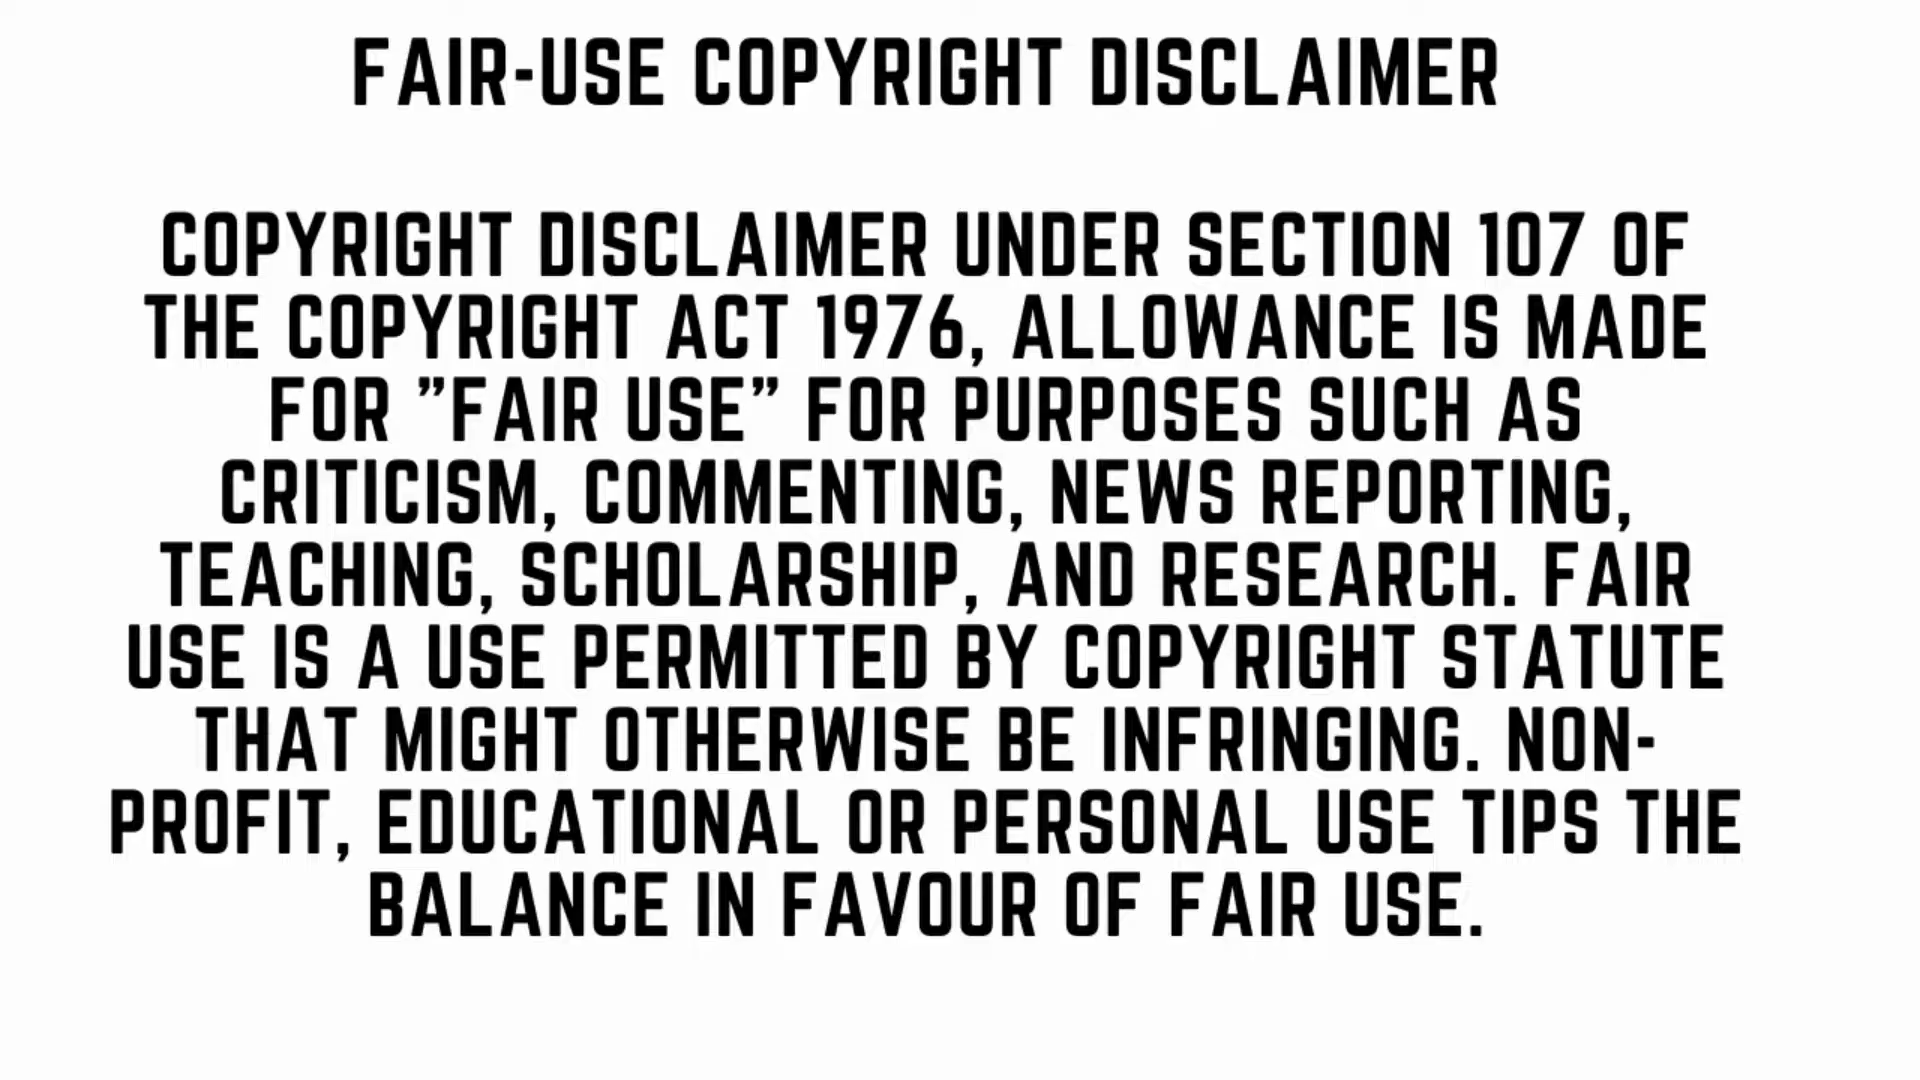 FAIR-USE COPYRIGHT DISCLAIMER
COPYRIGHT DISCLAIMER UNDER SECTION 107 OF
THE COPYRIGHT ACT 1976, ALLOWANCE IS MADE
FOR ”FAIR USE” FOR PURPOSES SUCH AS
CRITICISM, COMMENTING, NEWS REPORTING,
TEACHING, SCHOLARSHIP, AND RESEARCH. FAIR
USE IS A USE PERMITTED BY COPYRIGHT STATUTE
THAT MIGHT OTHERWISE BE INFRINGING. NON-
PROFIT, EDUCATIONAL OR PERSONAL USE TIPS THE
BALANCE IN FAVOUR OF FAIR USE.